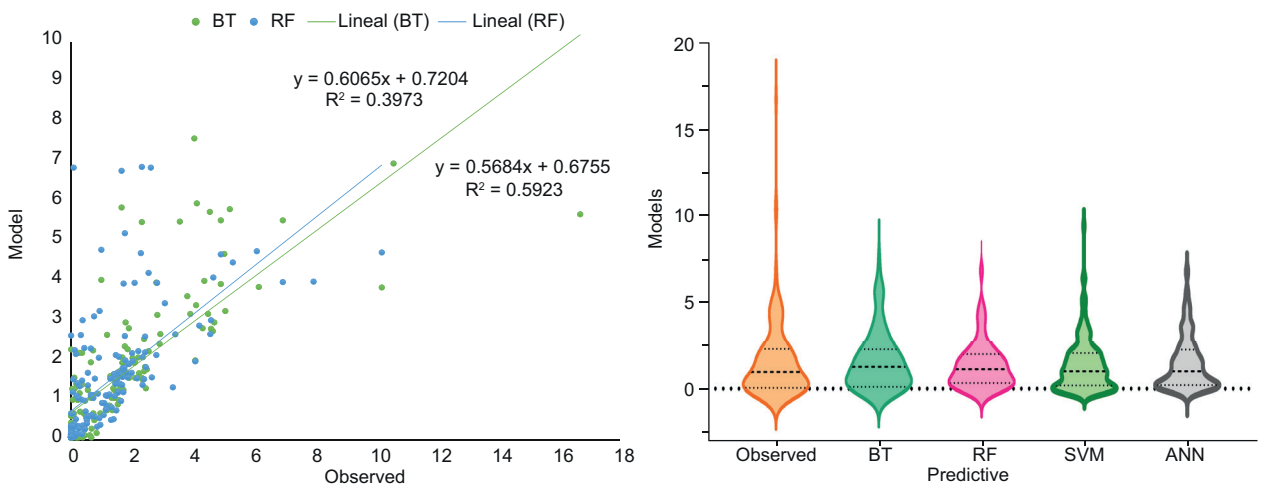 BT RF Lineal (BT) Lineal (RF)
10
9
8
7
6
5
4
3
2
1
0
Model
y = 0.6065x + 0.7204
R² = 0.3973
y = 0.5684x + 0.6755
R² = 0.5923
0 2 4 6 8 10 12 14 16 18
Observed
20
15
10
5
0
Models
Observed BT RF SVM ANN
Predictive